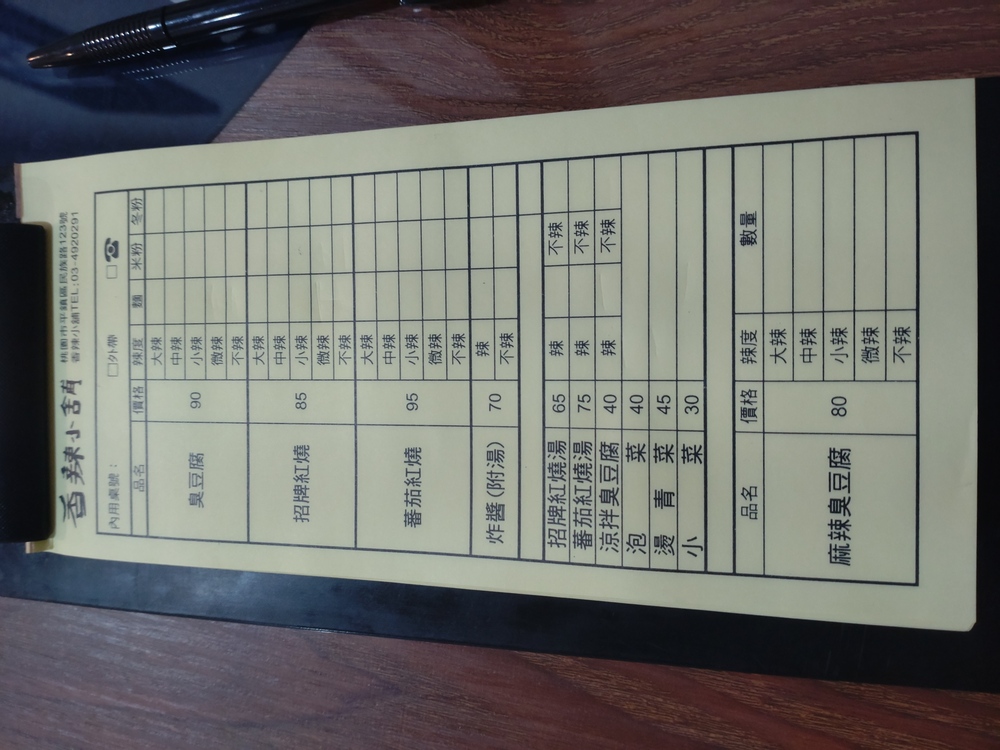 香辣小舖
桃園市平鎮區民族路123號
香辣小舖TEL:03-4920291
內用桌號： □外帶 □☎
品名 價格 辣度 麵 米粉 冬粉
臭豆腐 90 大辣
中辣
小辣
微辣
不辣
招牌紅燒 85 大辣
中辣
小辣
微辣
不辣
蕃茄紅燒 95 大辣
中辣
小辣
微辣
不辣
炸醬(附湯) 70 辣
不辣
招牌紅燒湯 65 辣 不辣
蕃茄紅燒湯 75 辣 不辣
涼拌臭豆腐 40 辣 不辣
泡菜 40
燙青菜 45
小菜 30
品名 價格 辣度 數量
麻辣臭豆腐 80 大辣
中辣
小辣
微辣
不辣